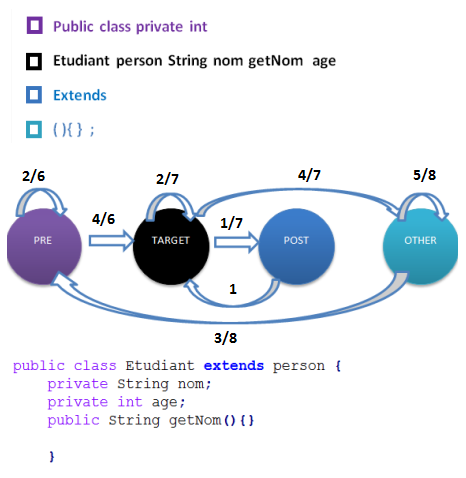 Public class private int
Etudiant person String nom getNom age
Extends
( ){ } ;
2/6
2/7
4/7
5/8
4/6
1/7
PRE
TARGET
POST
OTHER
1
3/8
public class Etudiant extends person {
private String nom;
private int age;
public String getNom(){}
}